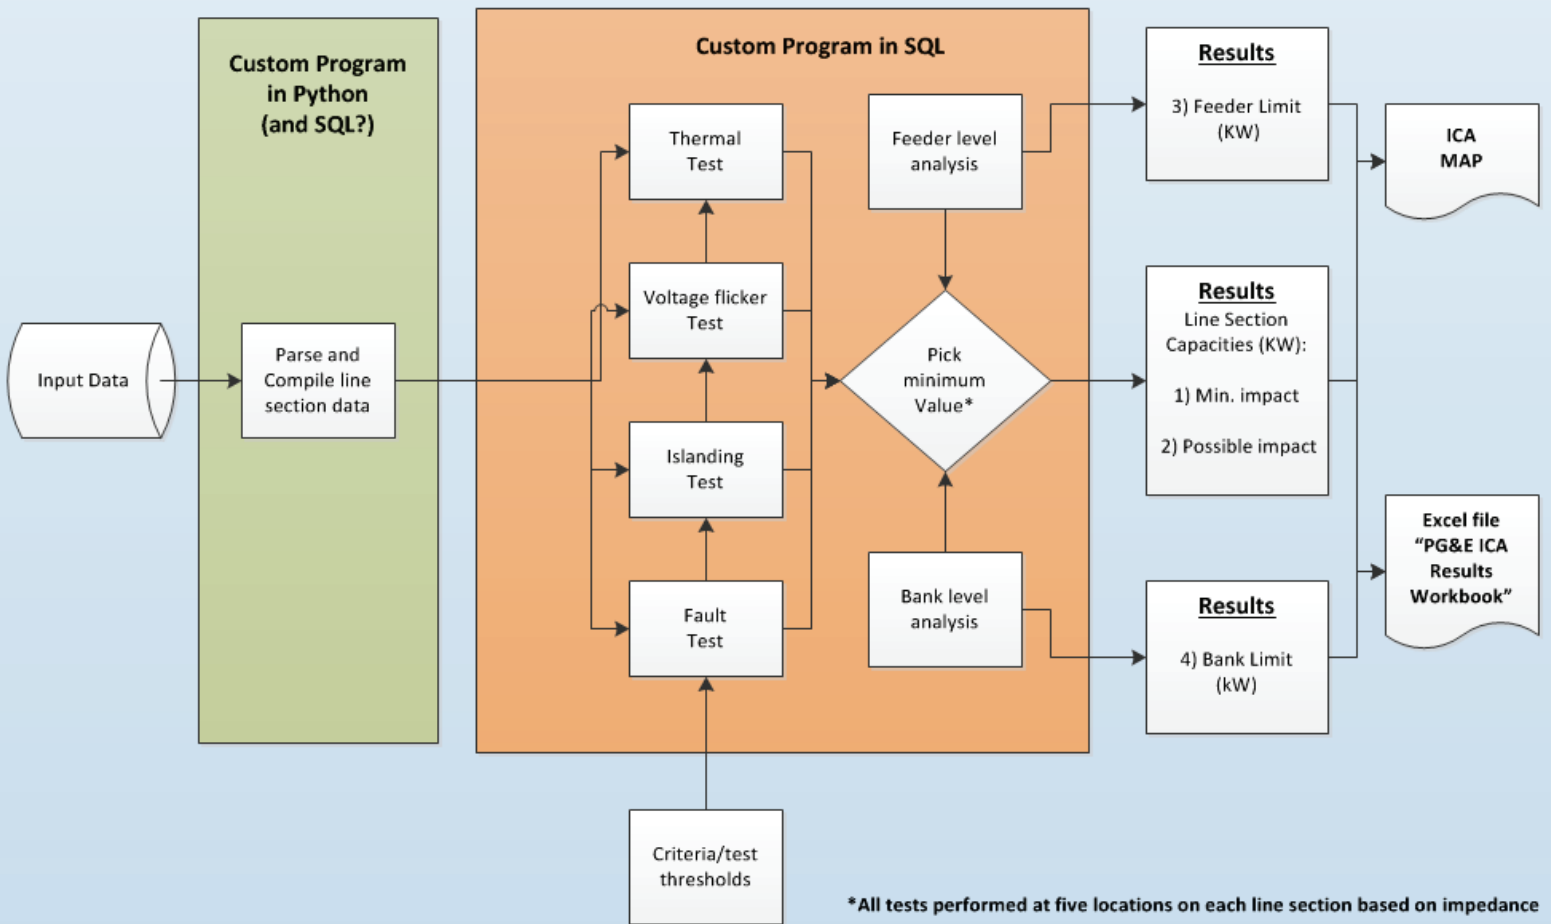 Custom Program
in Python
(and SQL?)
Input Data
Parse and
Compile line
section data
Custom Program in SQL
Thermal
Test
Voltage flicker
Test
Islanding
Test
Fault
Test
Criteria/test
thresholds
Feeder level
analysis
Pick
minimum
Value*
Bank level
analysis
Results
3) Feeder Limit
(KW)
Results
Line Section
Capacities (KW):
1) Min. impact
2) Possible impact
Results
4) Bank Limit
(kW)
ICA
MAP
Excel file
“PG&E ICA
Results
Workbook”
*All tests performed at five locations on each line section based on impedance